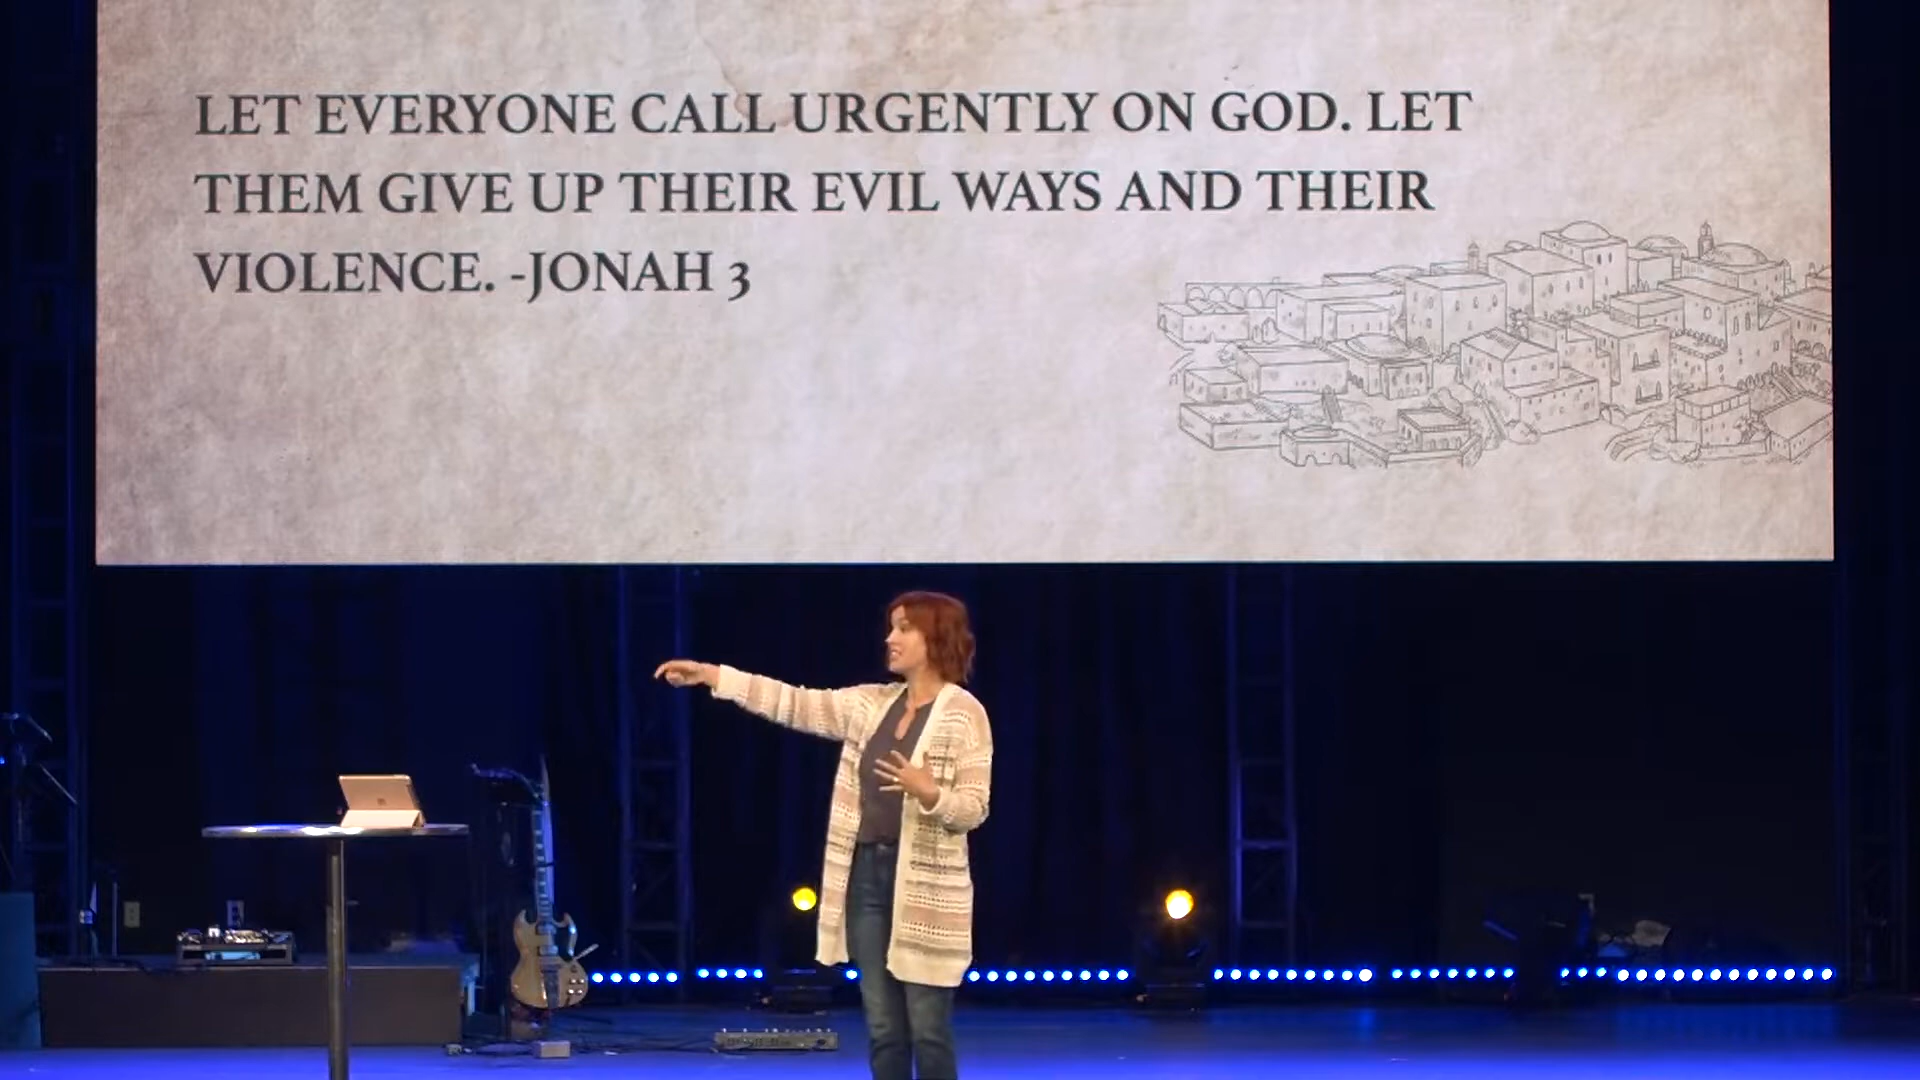 LET EVERYONE CALL URGENTLY ON GOD. LET
THEM GIVE UP THEIR EVIL WAYS AND THEIR
VIOLENCE. -JONAH 3